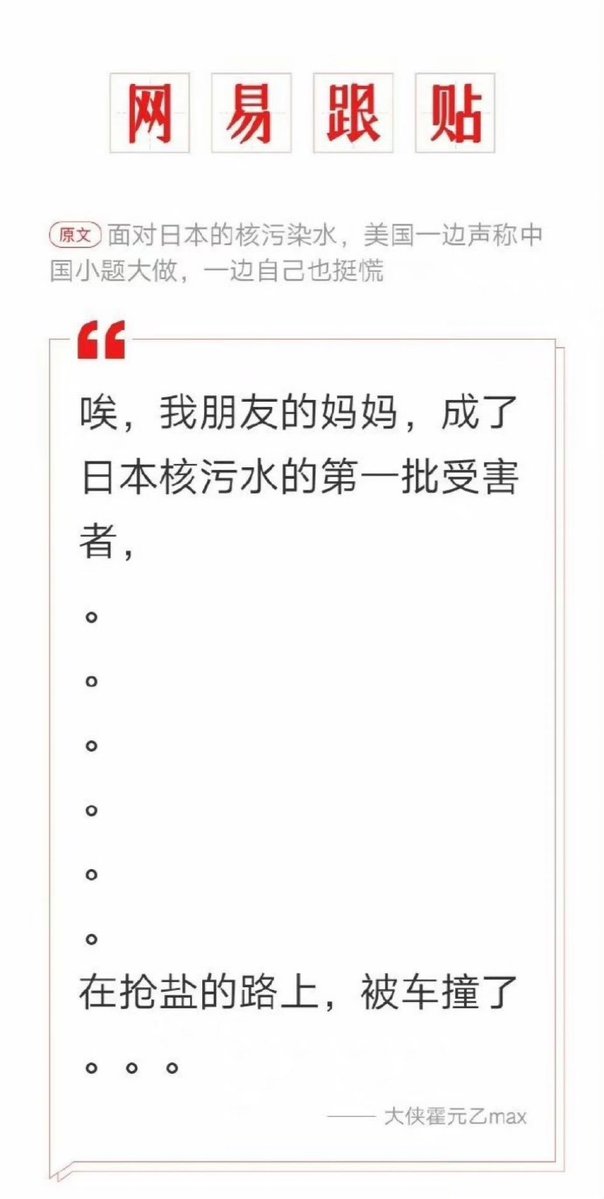 网易跟贴
原文 面对日本的核污染水，美国一边声称中
国小题大做，一边自己也挺慌
唉，我朋友的妈妈，成了
日本核污水的第一批受害
者，
。
。
。
。
。
。
在抢盐的路上，被车撞了
。。。
—— 大侠霍元乙max